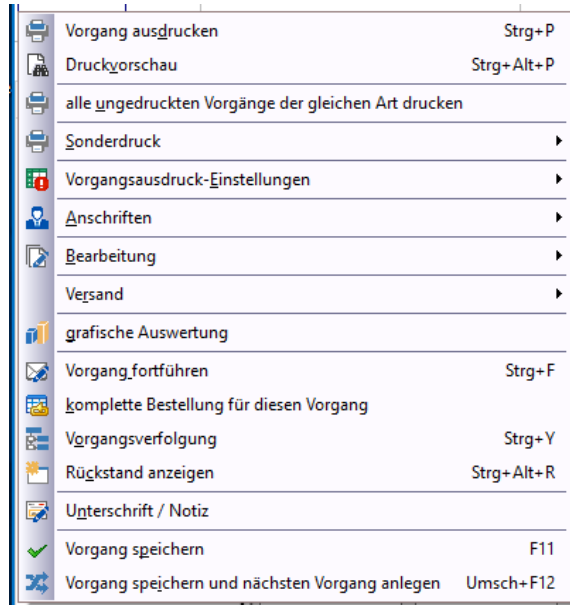 Vorgang ausdrucken Strg+P
Druckvorschau Strg+Alt+P
alle ungedruckten Vorgänge der gleichen Art drucken
Sonderdruck
Vorgangsausdruck-Einstellungen
Anschriften
Bearbeitung
Versand
grafische Auswertung
Vorgang fortführen Strg+F
komplette Bestellung für diesen Vorgang
Vorgangsverfolgung Strg+Y
Rückstand anzeigen Strg+Alt+R
Unterschrift / Notiz
Vorgang speichern F11
Vorgang speichern und nächsten Vorgang anlegen Umsch+F12